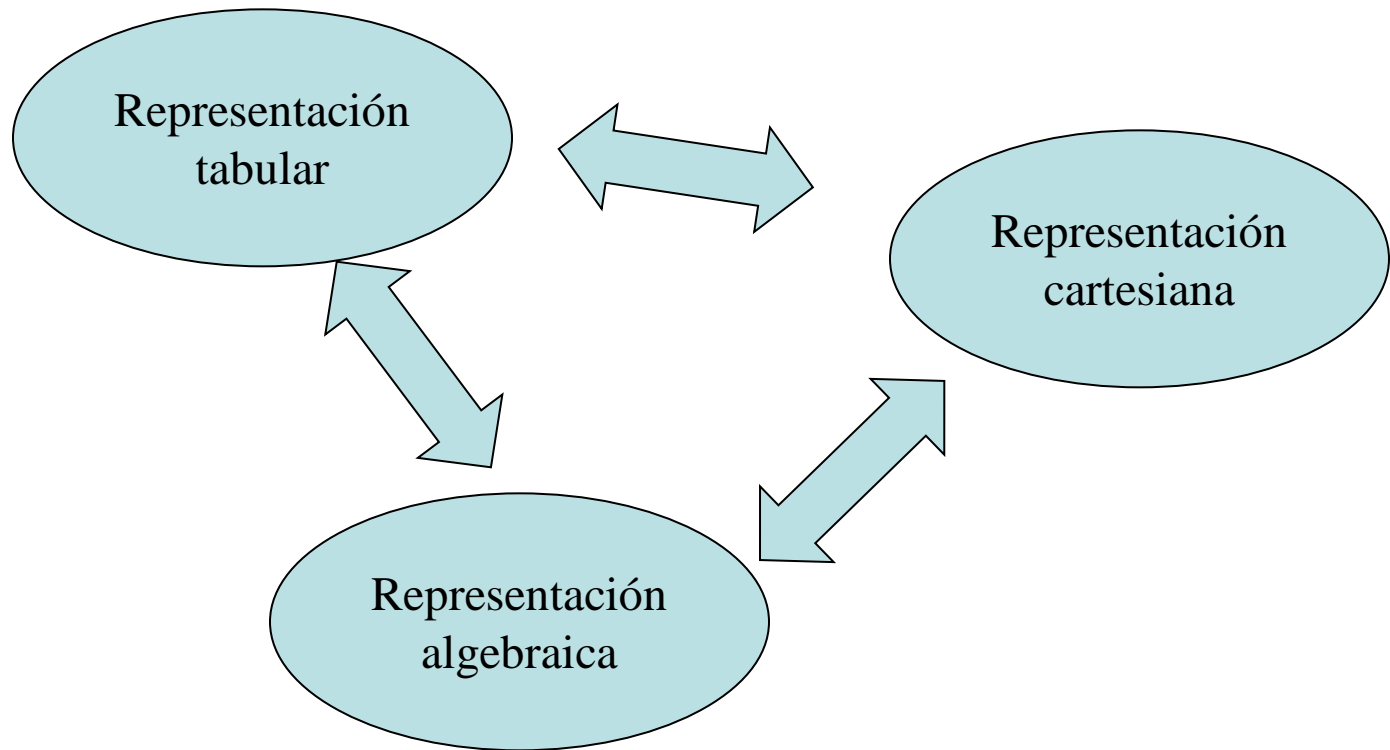 Representación
tabular
Representación
cartesiana
Representación
algebraica